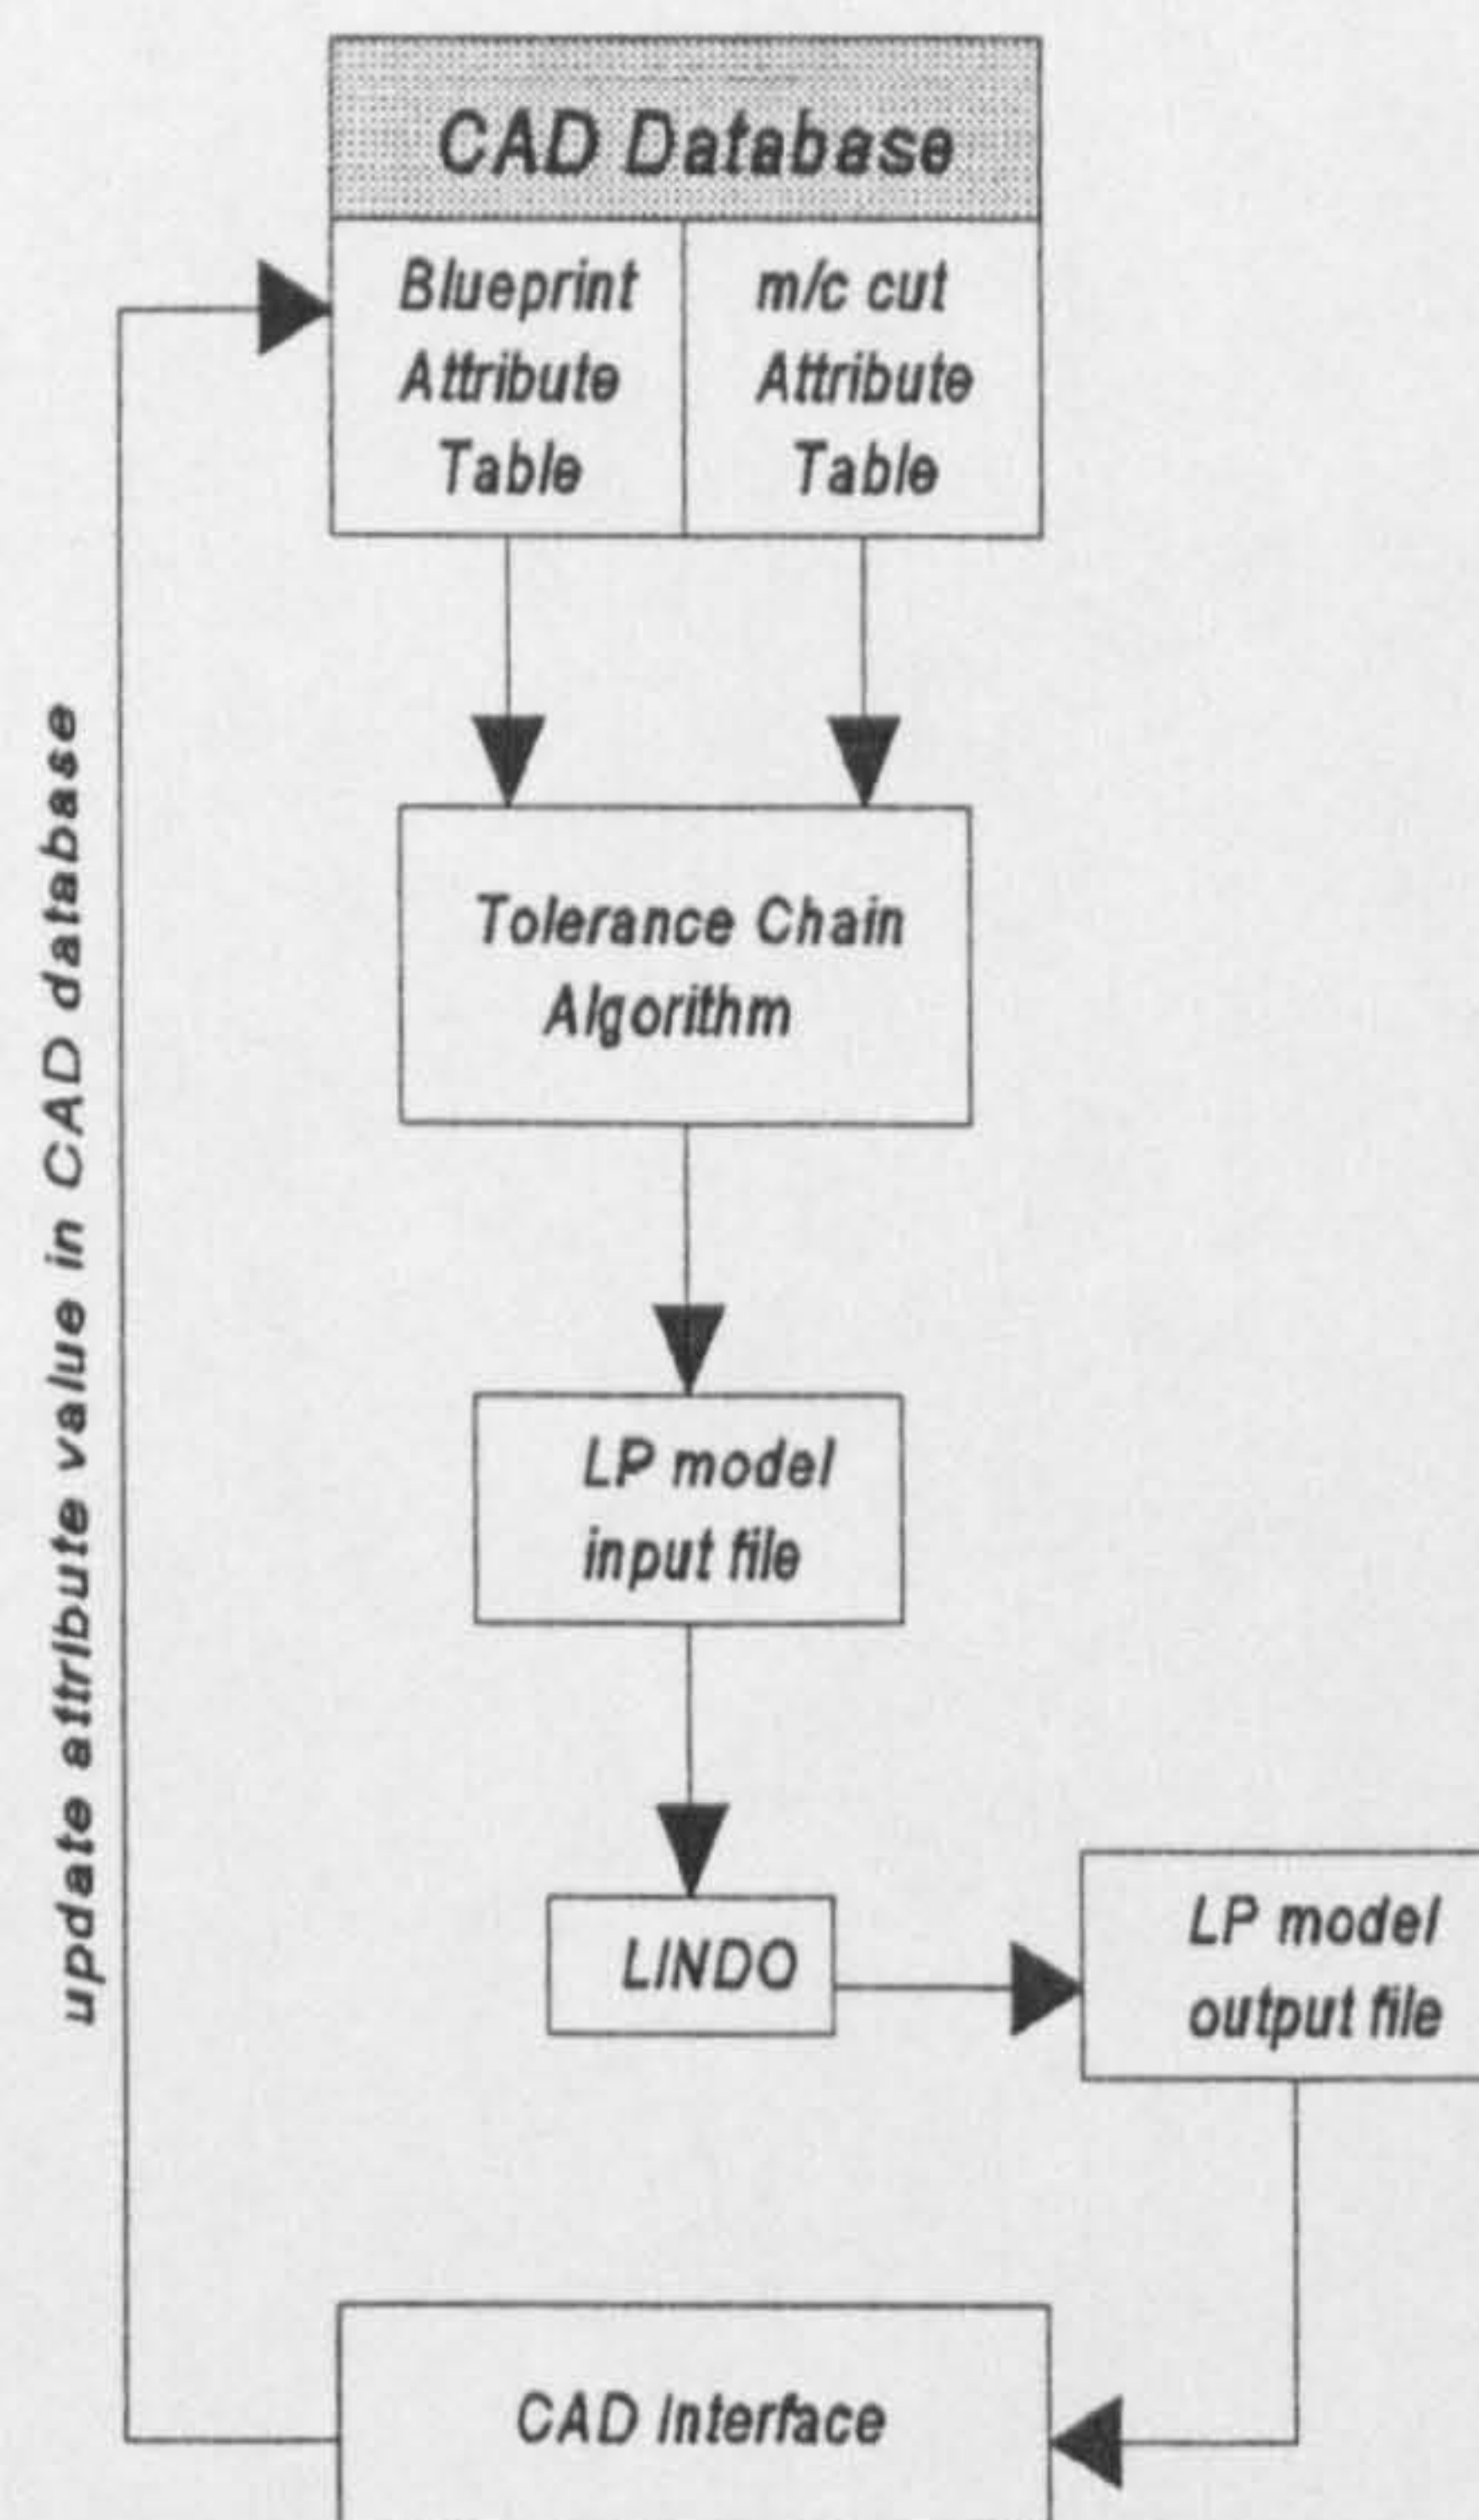 CAD Database
Blueprint
Attribute
Table
m/c cut
Attribute
Table
Tolerance Chain
Algorithm
LP model
input file
LINDO
LP model
output file
CAD Interface
update attribute value in CAD database